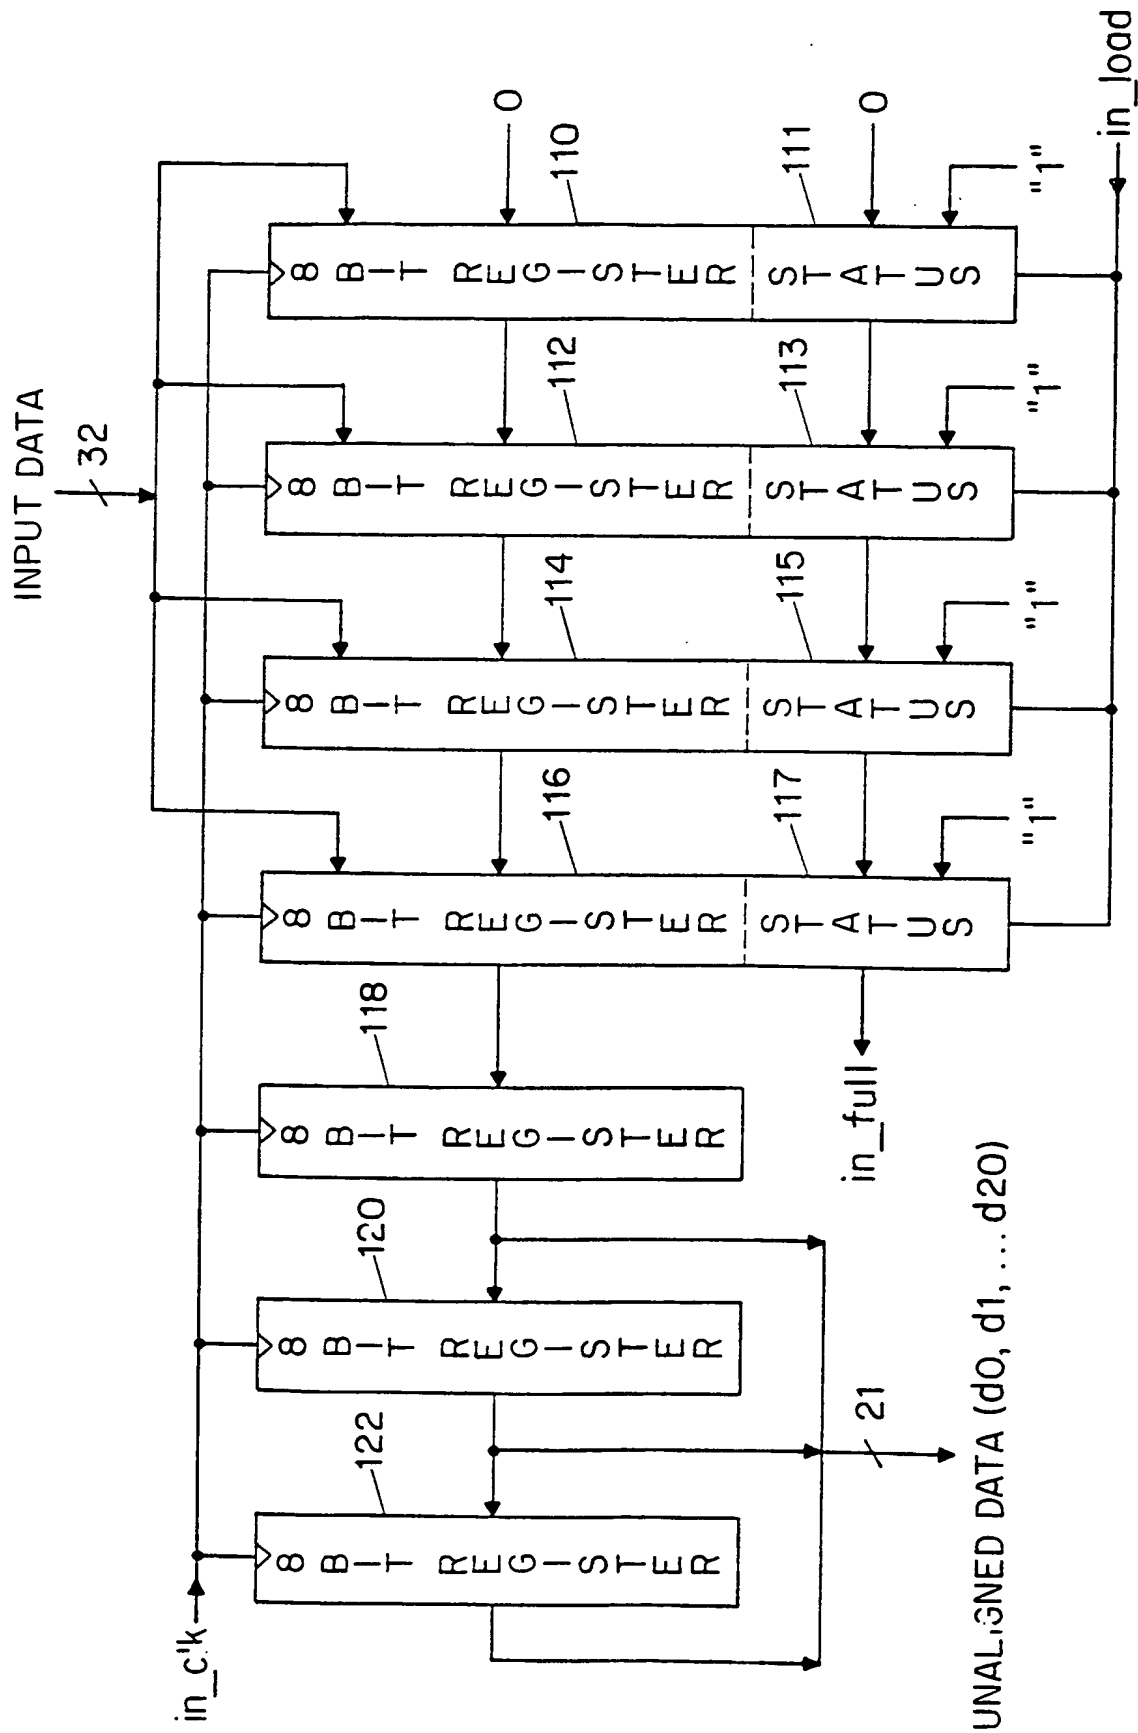 INPUT DATA
32
in_clk
8 BIT REGISTER
122
8 BIT REGISTER
120
8 BIT REGISTER
118
8 BIT REGISTER
116
STATUS
117
"1"
8 BIT REGISTER
114
STATUS
115
"1"
8 BIT REGISTER
112
STATUS
113
"1"
8 BIT REGISTER
110
STATUS
111
"1"
0
0
in_full
in_load
21
UNALIGNED DATA (d0, d1, ...d20)